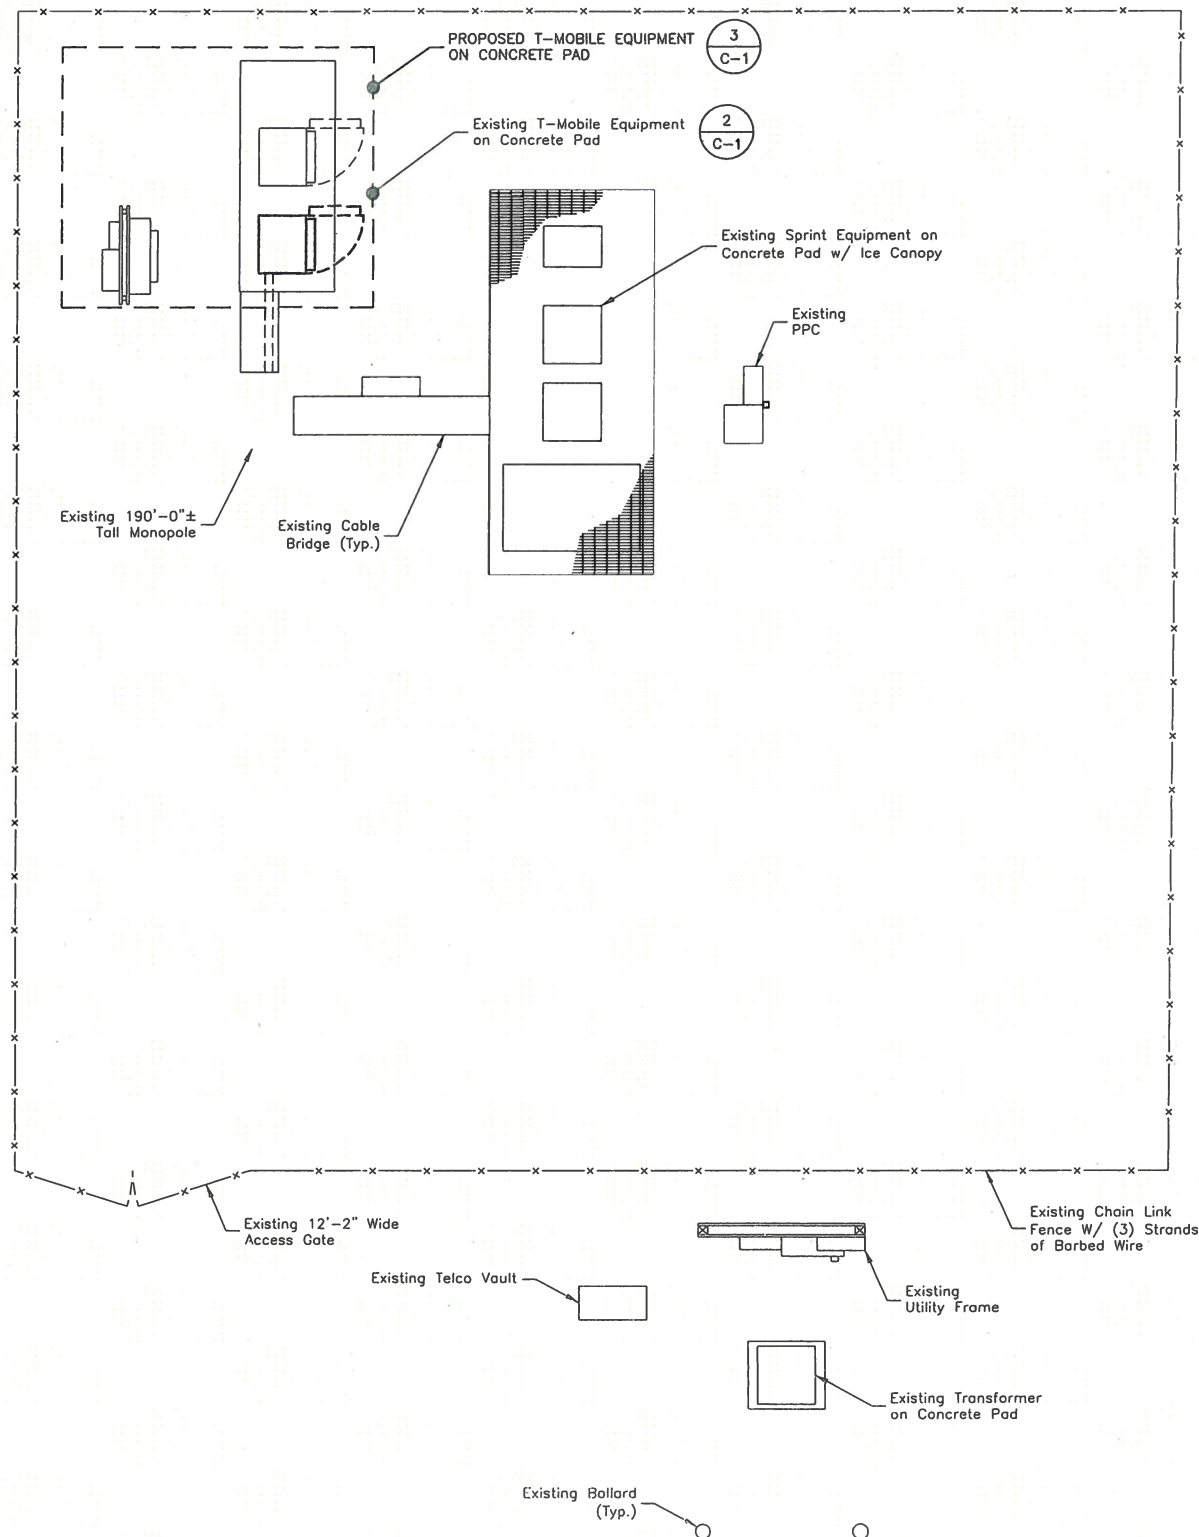 PROPOSED T-MOBILE EQUIPMENT
ON CONCRETE PAD
3
C-1
Existing T-Mobile Equipment
on Concrete Pad
2
C-1
Existing Sprint Equipment on
Concrete Pad w/ Ice Canopy
Existing
PPC
Existing 190'-0"±
Tall Monopole
Existing Cable
Bridge (Typ.)
Existing 12'-2" Wide
Access Gate
Existing Chain Link
Fence W/ (3) Strands
of Barbed Wire
Existing Telco Vault
Existing
Utility Frame
Existing Transformer
on Concrete Pad
Existing Bollard
(Typ.)